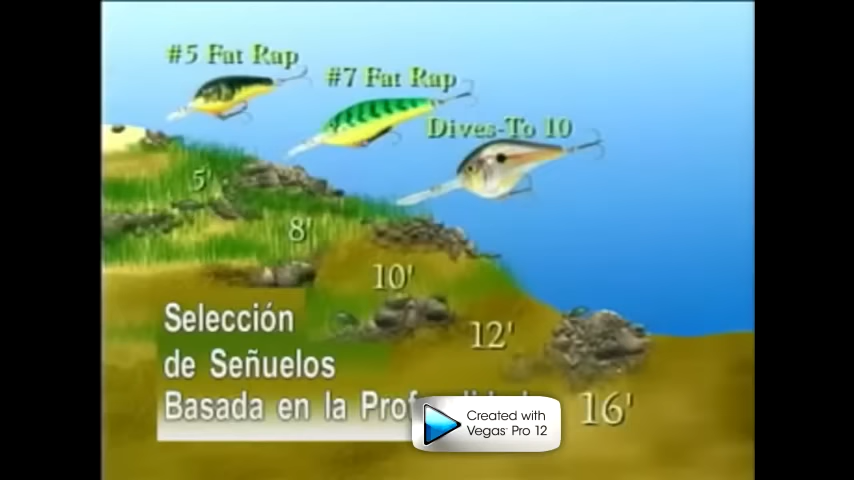 #5 Fat Rap
#7 Fat Rap
Dives-To 10
5'
8'
10'
12'
16'
Selección
de Señuelos
Basada en la
Created with
Vegas Pro 12